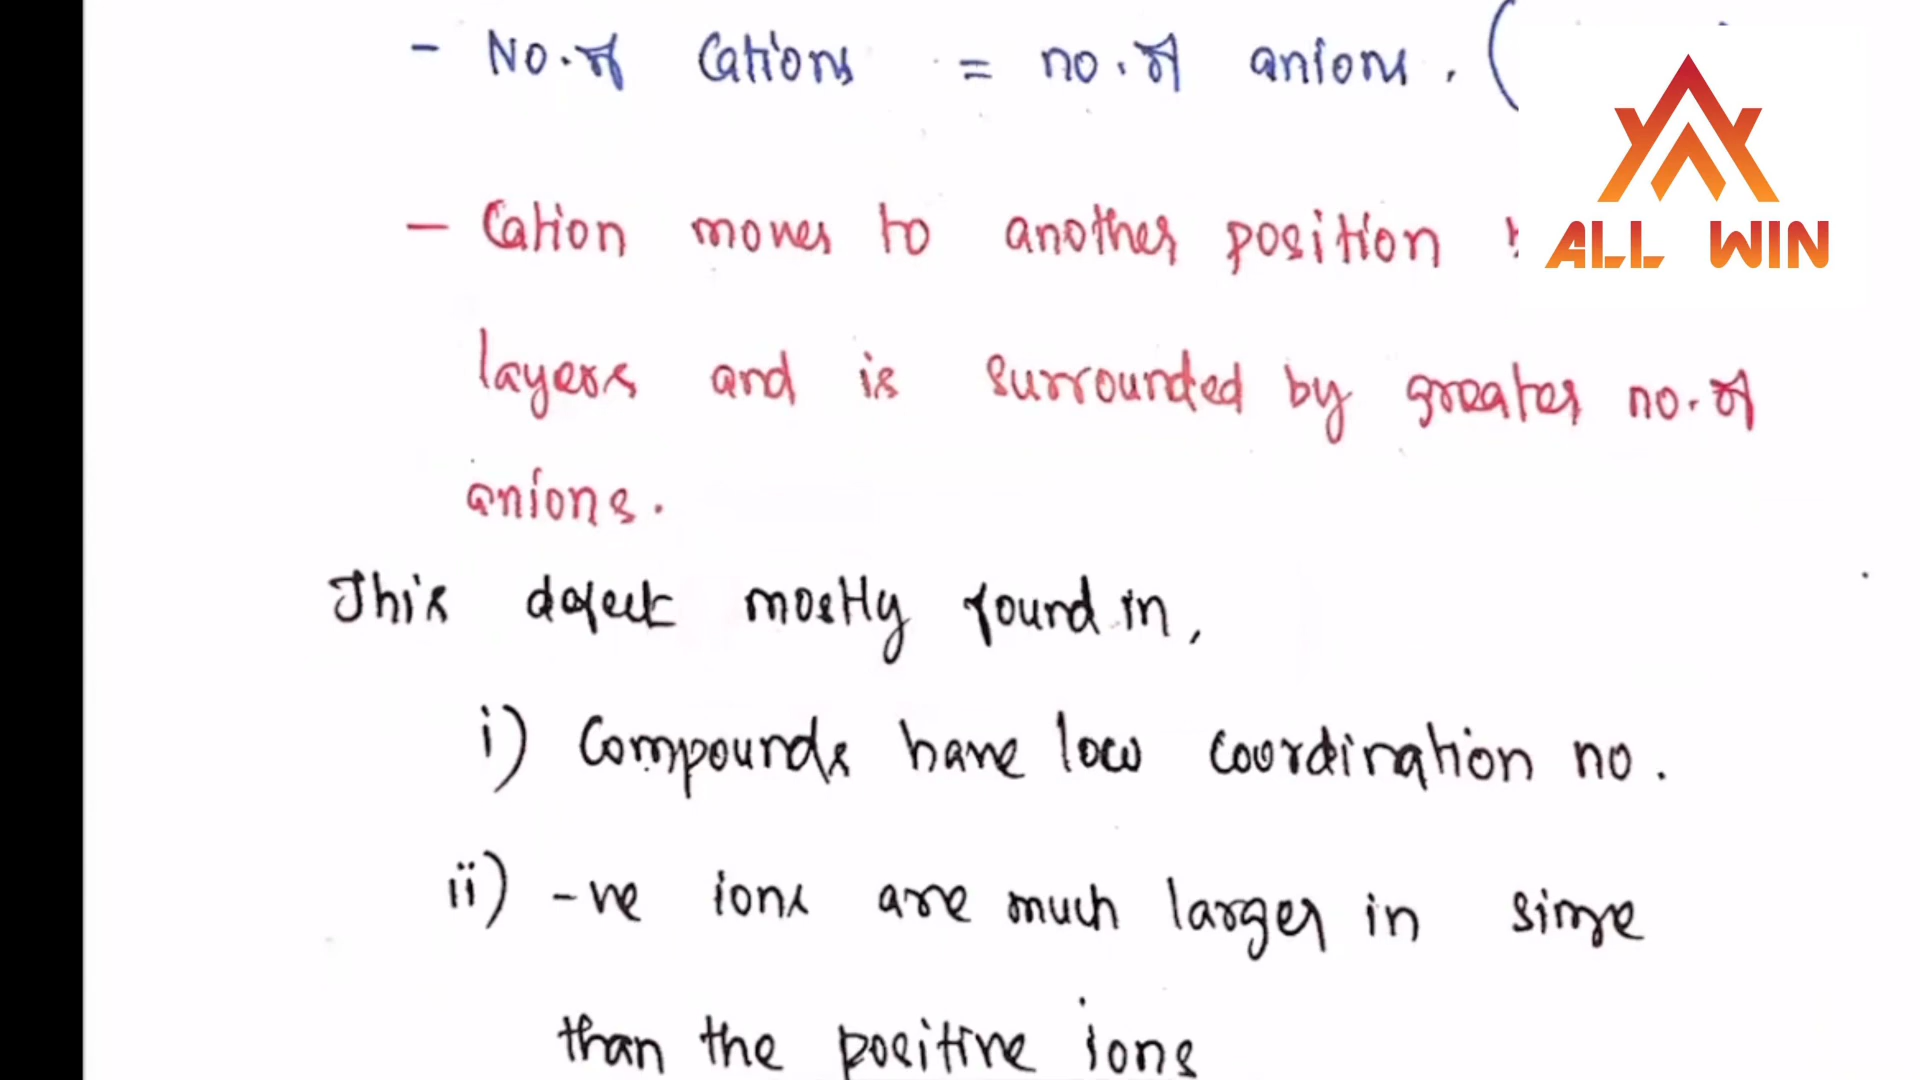 - No. of Cations = no. of anions. (
- Cation moves to another position
ALL WIN
layers and is surrounded by greater no. of
anions.
This defect mostly found in,
i) Compounds have low coordination no.
ii) -ve ions are much larger in size
than the positive ions